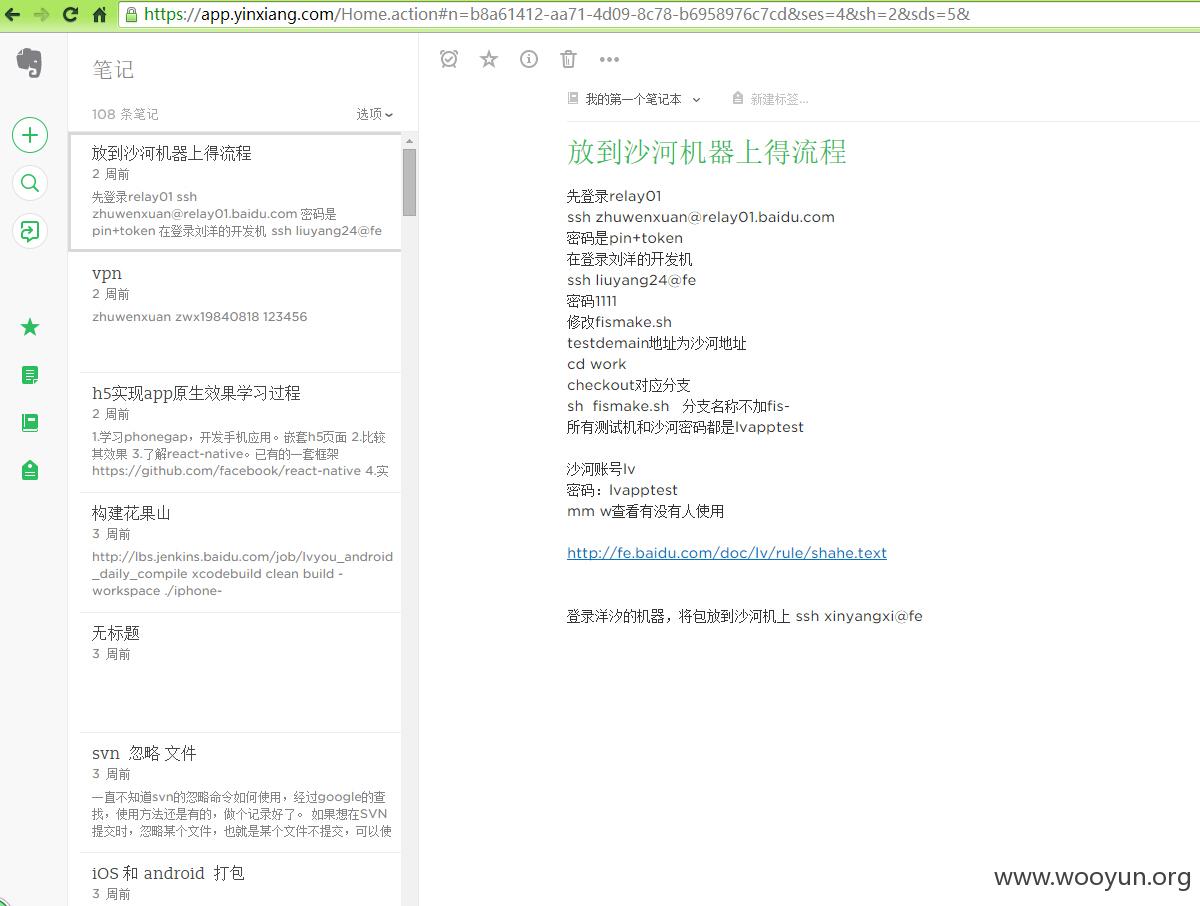 https://app.yinxiang.com/Home.action#n=b8a61412-aa71-4d09-8c78-b6958976c7cd&ses=4&sh=2&sds=5&
笔记
108 条笔记
选项
放到沙河机器上得流程
2 周前
先登录relay01 ssh
zhuwenxuan@relay01.baidu.com 密码是
pin+token 在登录刘洋的开发机 ssh liuyang24@fe
vpn
2 周前
zhuwenxuan zwx19840818 123456
h5实现app原生效果学习过程
2 周前
1.学习phonegap，开发手机应用。嵌套h5页面 2.比较
其效果 3.了解react-native。已有的一套框架
https://github.com/facebook/react-native 4.实
构建花果山
3 周前
http://lbs.jenkins.baidu.com/job/lvyou_android
_daily_compile xcodebuild clean build -
workspace ./iphone-
无标题
3 周前
svn 忽略 文件
3 周前
一直不知道svn的忽略命令如何使用，经过google的查
找，使用方法还是有的，做个记录好了。 如果想在SVN
提交时，忽略某个文件，也就是某个文件不提交，可以使
iOS 和 android 打包
3 周前
我的第一个笔记本
新建标签...
放到沙河机器上得流程
先登录relay01
ssh zhuwenxuan@relay01.baidu.com
密码是pin+token
在登录刘洋的开发机
ssh liuyang24@fe
密码1111
修改fismake.sh
testdemain地址为沙河地址
cd work
checkout对应分支
sh fismake.sh 分支名称不加fis-
所有测试机和沙河密码都是lvapptest
沙河账号lv
密码：lvapptest
mm w查看有没有人使用
http://fe.baidu.com/doc/lv/rule/shahe.text
登录洋汐的机器，将包放到沙河机上 ssh xinyangxi@fe
www.wooyun.org